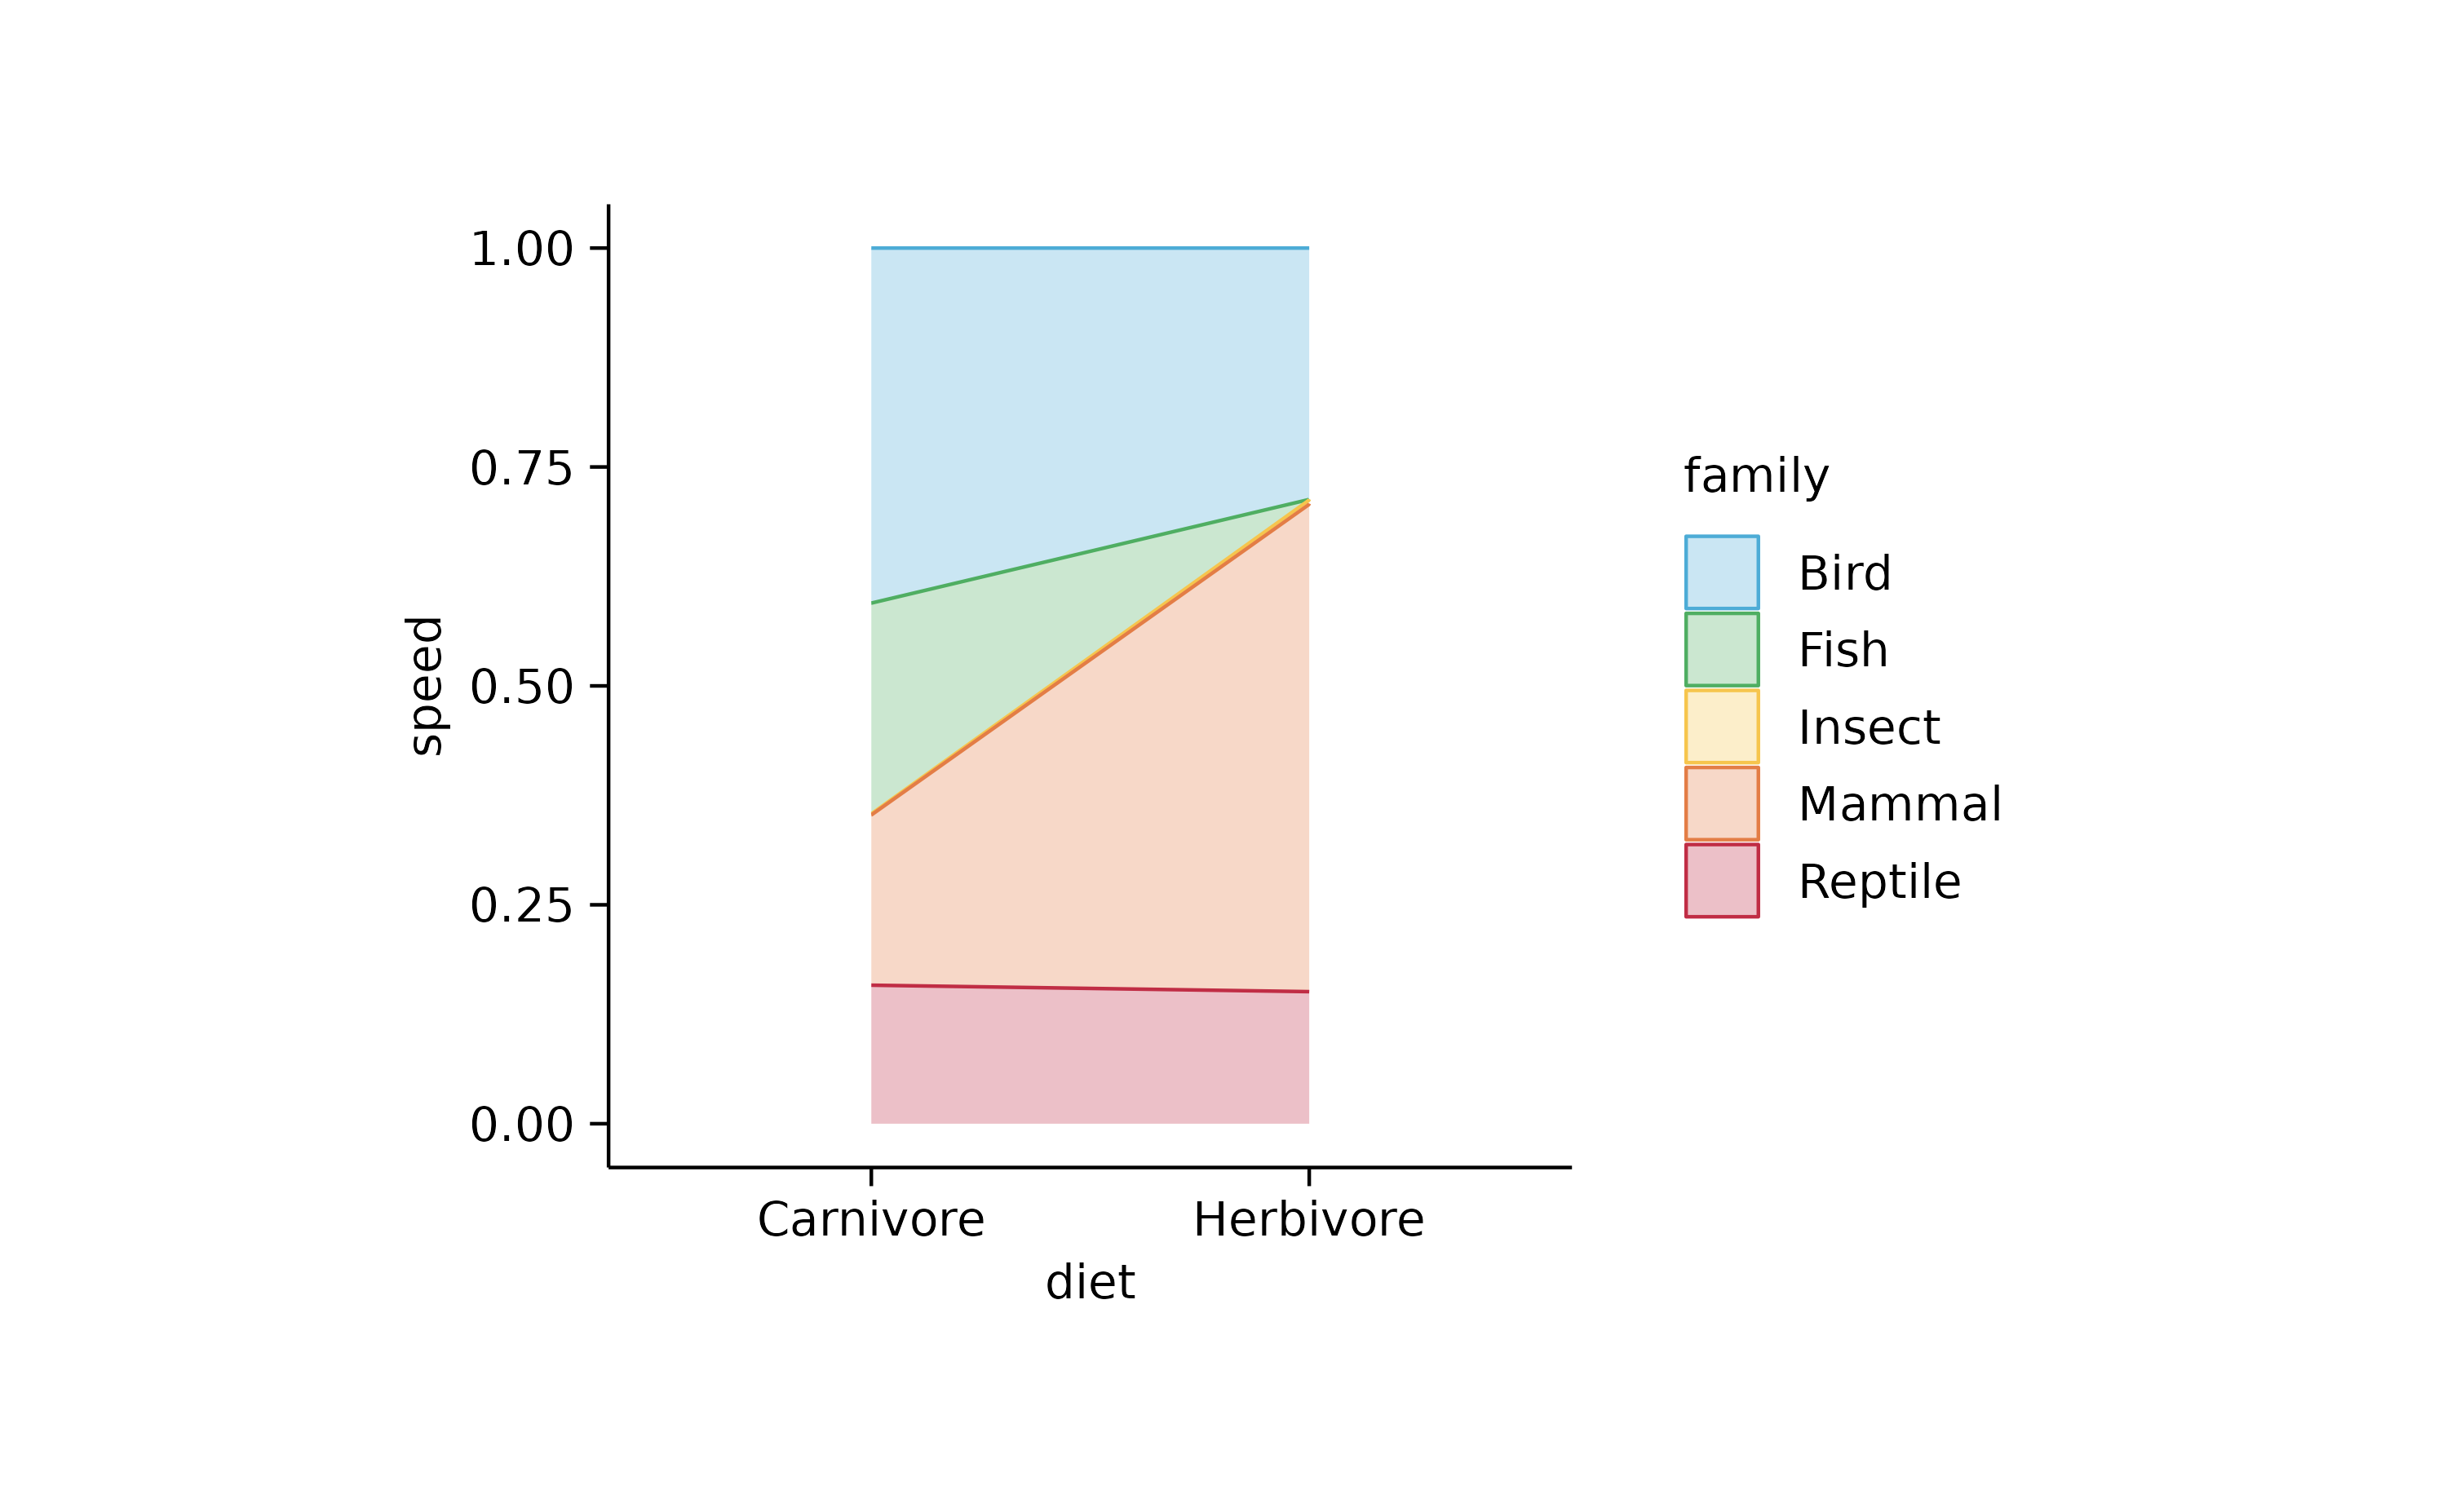 speed
1.00
0.75
0.50
0.25
0.00
Carnivore
Herbivore
diet
family
Bird
Fish
Insect
Mammal
Reptile